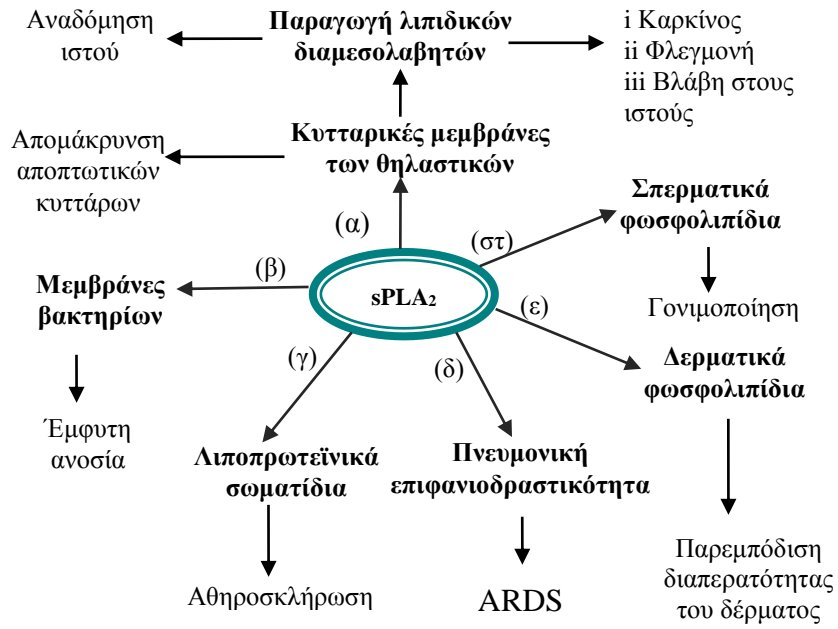 Αναδόμηση
ιστού
Παραγωγή λιπιδικών
διαμεσολαβητών
i Καρκίνος
ii Φλεγμονή
iii Βλάβη στους
ιστούς
Απομάκρυνση
αποπτωτικών
κυττάρων
Κυτταρικές μεμβράνες
των θηλαστικών
Σπερματικά
φωσφολιπίδια
(α)
(στ)
(β)
Μεμβράνες
βακτηρίων
sPLA₂
(ε)
Γονιμοποίηση
(γ)
(δ)
Δερματικά
φωσφολιπίδια
Έμφυτη
ανοσία
Λιποπρωτεϊνικά
σωματίδια
Πνευμονική
επιφανιοδραστικότητα
Αθηροσκλήρωση
ARDS
Παρεμπόδιση
διαπερατότητας
του δέρματος